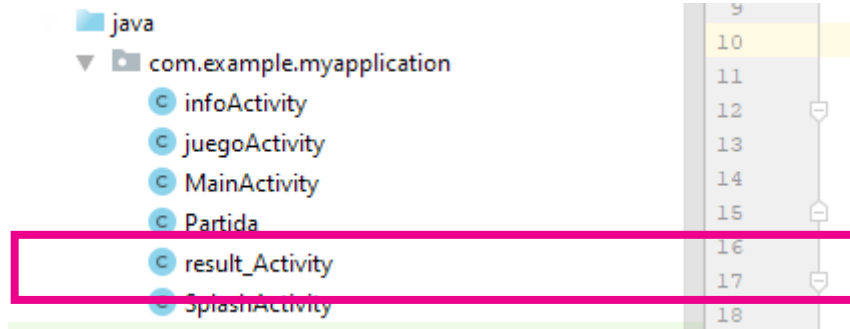 java
com.example.myapplication
C infoActivity
C juegoActivity
C MainActivity
C Partida
C result_Activity
C SplashActivity
9
10
11
12
13
14
15
16
17
18